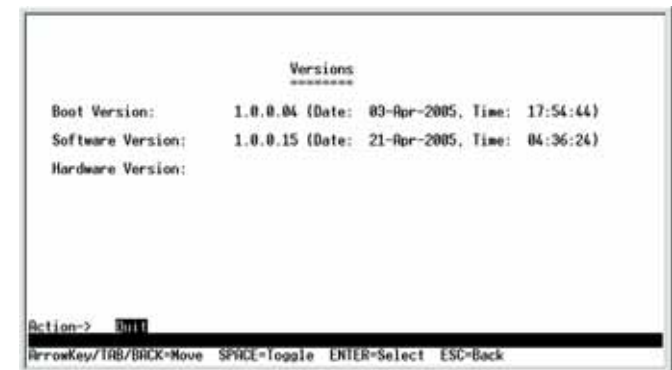 Versions
========
Boot Version: 1.0.0.04 (Date: 03-Apr-2005, Time: 17:54:44)
Software Version: 1.0.0.15 (Date: 21-Apr-2005, Time: 04:36:24)
Hardware Version:
Action-> Quit
ArrowKey/TAB/BACK=Move SPACE=Toggle ENTER=Select ESC=Back